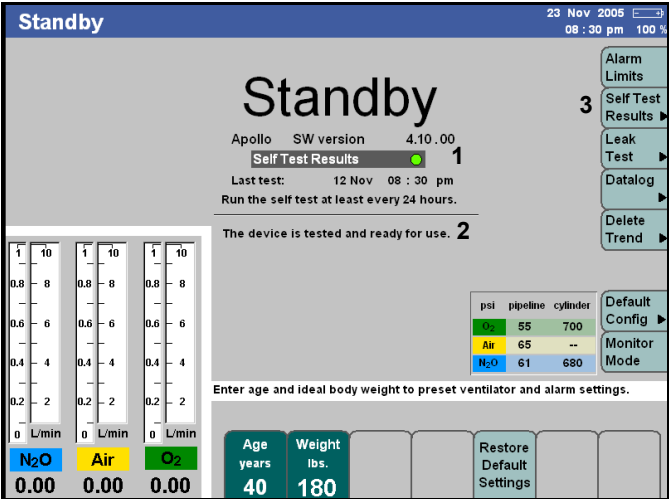 Standby
23 Nov 2005
08 : 30 pm 100 %
Standby
Apollo SW version 4.10.00
Self Test Results 1
Last test: 12 Nov 08 : 30 pm
Run the self test at least every 24 hours.
The device is tested and ready for use. 2
3
Alarm
Limits
Self Test
Results
Leak
Test
Datalog
Delete
Trend
Default
Config
Monitor
Mode
psi pipeline cylinder
O2 55 700
Air 65 --
N2O 61 680
1 10 1 10 1 10
0.8 8 0.8 8 0.8 8
0.6 6 0.6 6 0.6 6
0.4 4 0.4 4 0.4 4
0.2 2 0.2 2 0.2 2
0 L/min 0 L/min 0 L/min
N2O Air O2
0.00 0.00 0.00
Enter age and ideal body weight to preset ventilator and alarm settings.
Age
years
40
Weight
lbs.
180
Restore
Default
Settings